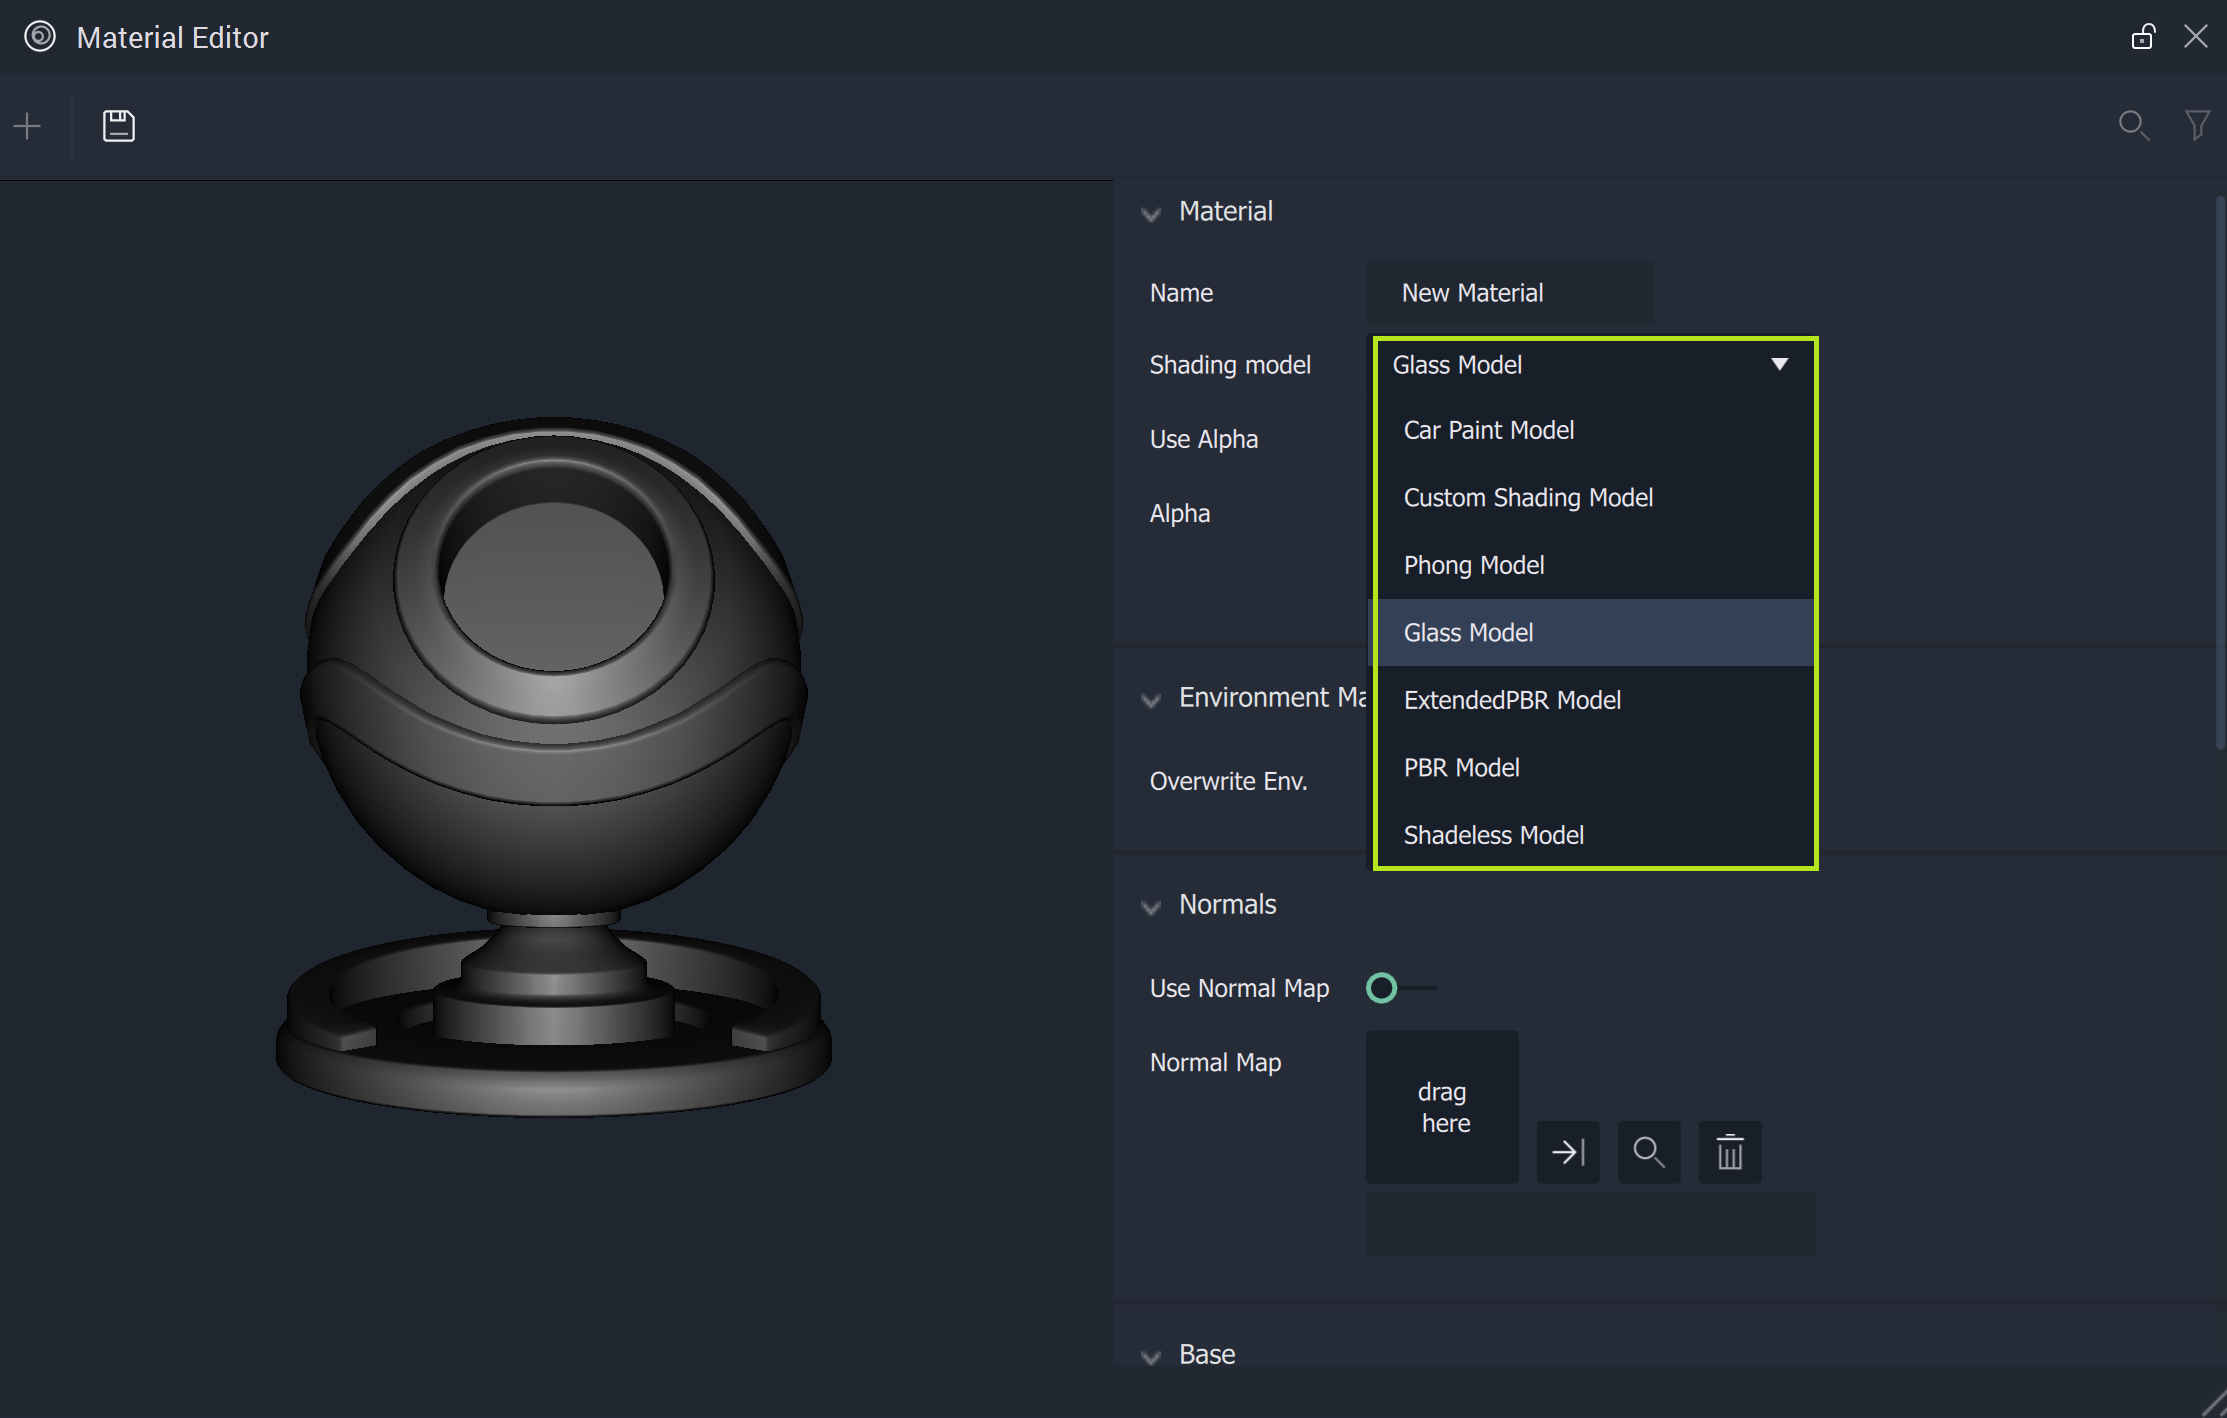 Material Editor
Material
Name
New Material
Shading model
Glass Model
Car Paint Model
Use Alpha
Custom Shading Model
Alpha
Phong Model
Glass Model
Environment Ma
ExtendedPBR Model
PBR Model
Overwrite Env.
Shadeless Model
Normals
Use Normal Map
Normal Map
drag
here
Base